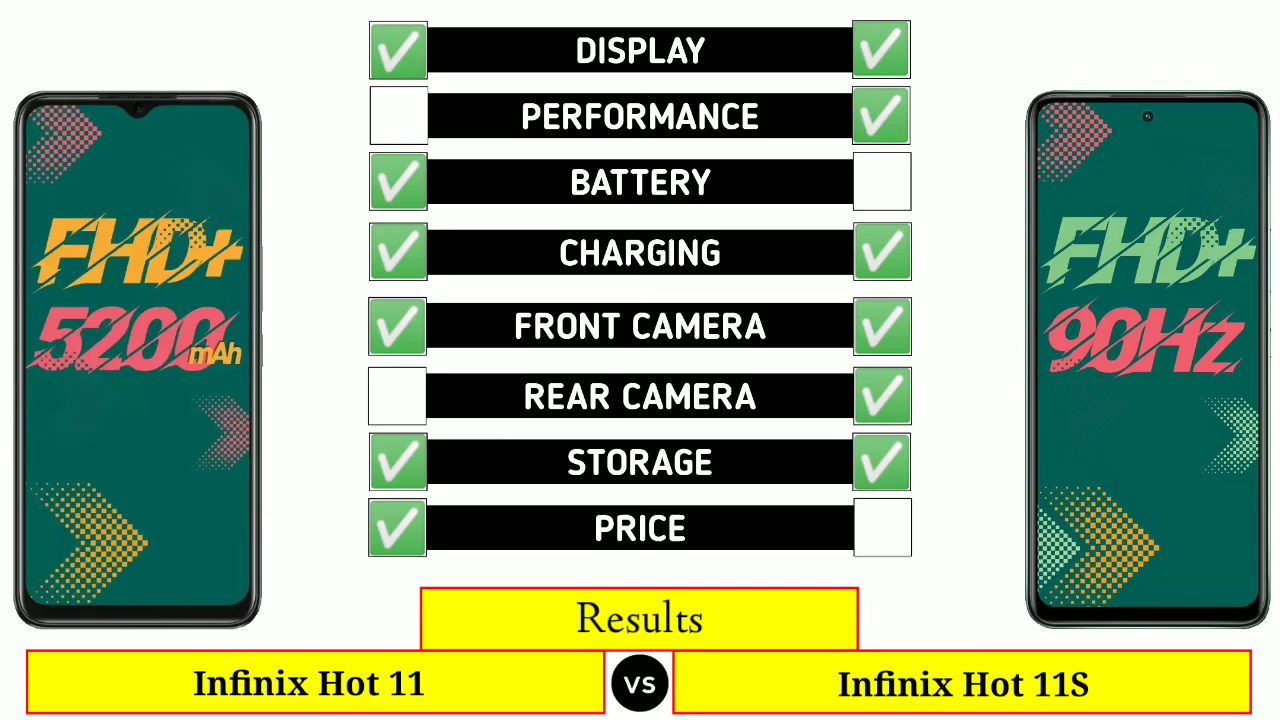 DISPLAY
PERFORMANCE
BATTERY
CHARGING
FRONT CAMERA
REAR CAMERA
STORAGE
PRICE
FHD+
5200mAh
FHD+
90Hz
Results
Infinix Hot 11
VS
Infinix Hot 11S